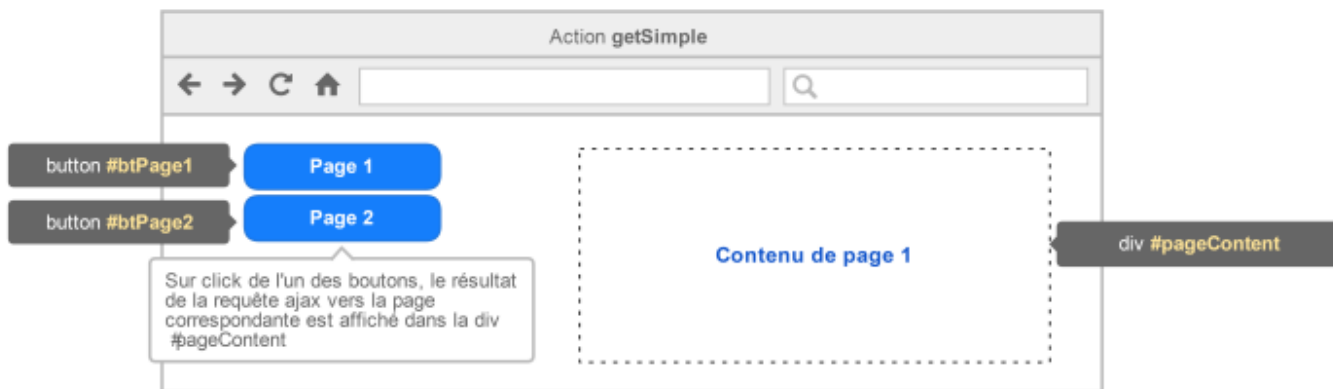 Action getSimple
button #btPage1
Page 1
button #btPage2
Page 2
Sur click de l'un des boutons, le résultat
de la requête ajax vers la page
correspondante est affiché dans la div
#pageContent
Contenu de page 1
div #pageContent